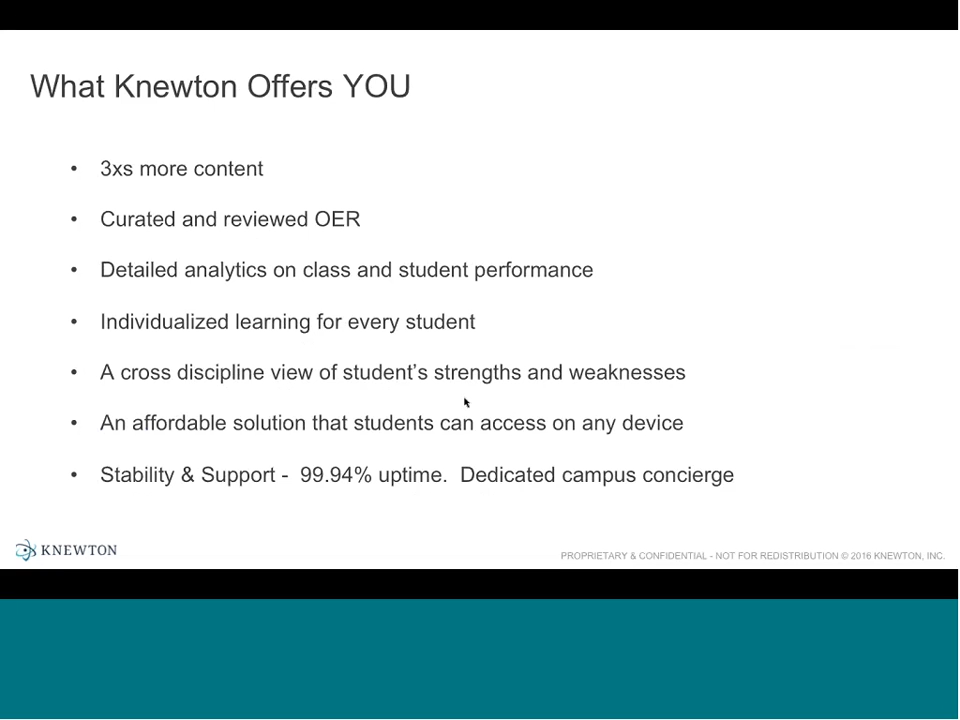 What Knewton Offers YOU
• 3xs more content
• Curated and reviewed OER
• Detailed analytics on class and student performance
• Individualized learning for every student
• A cross discipline view of student’s strengths and weaknesses
• An affordable solution that students can access on any device
• Stability & Support -  99.94% uptime.  Dedicated campus concierge
KNEWTON
PROPRIETARY & CONFIDENTIAL - NOT FOR REDISTRIBUTION © 2016 KNEWTON, INC.